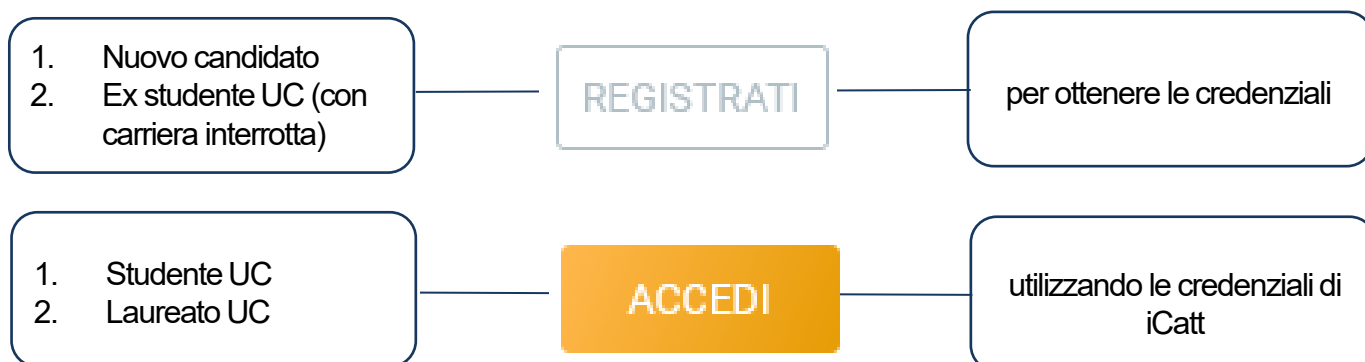 1. Nuovo candidato
2. Ex studente UC (con
carriera interrotta)
REGISTRATI
per ottenere le credenziali
1. Studente UC
2. Laureato UC
ACCEDI
utilizzando le credenziali di
iCatt